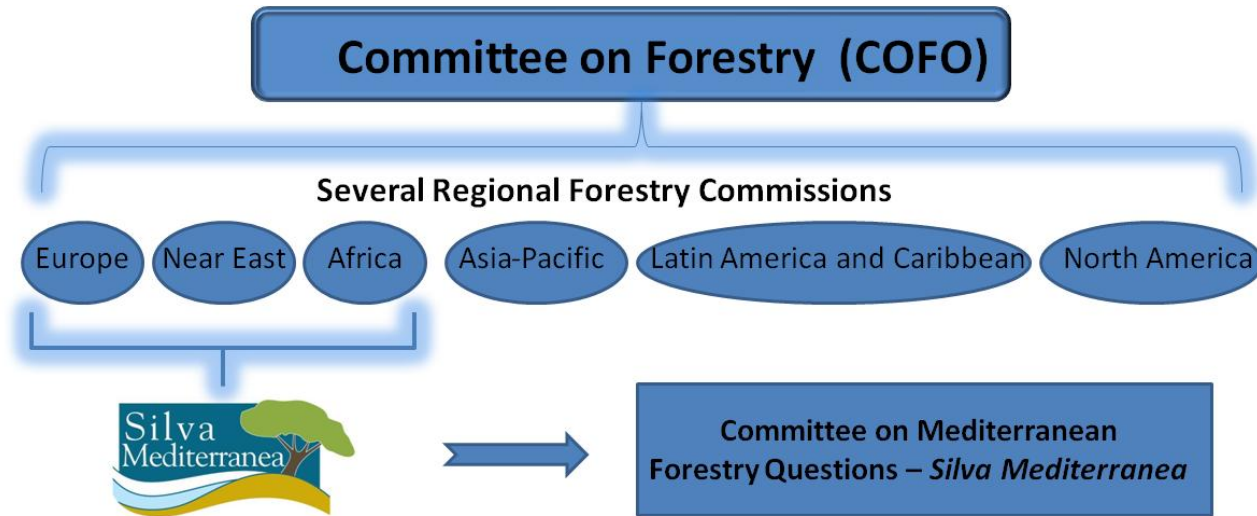 Committee on Forestry (COFO)
Several Regional Forestry Commissions
Europe
Near East
Africa
Asia-Pacific
Latin America and Caribbean
North America
Silva
Mediterranea
Committee on Mediterranean
Forestry Questions – Silva Mediterranea